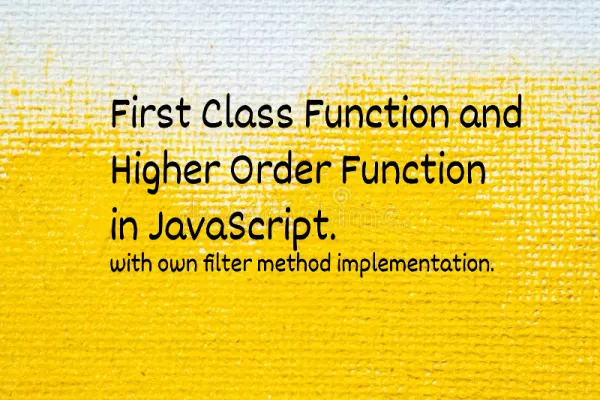 First Class Function and
Higher Order Function
in JavaScript.
with own filter method implementation.